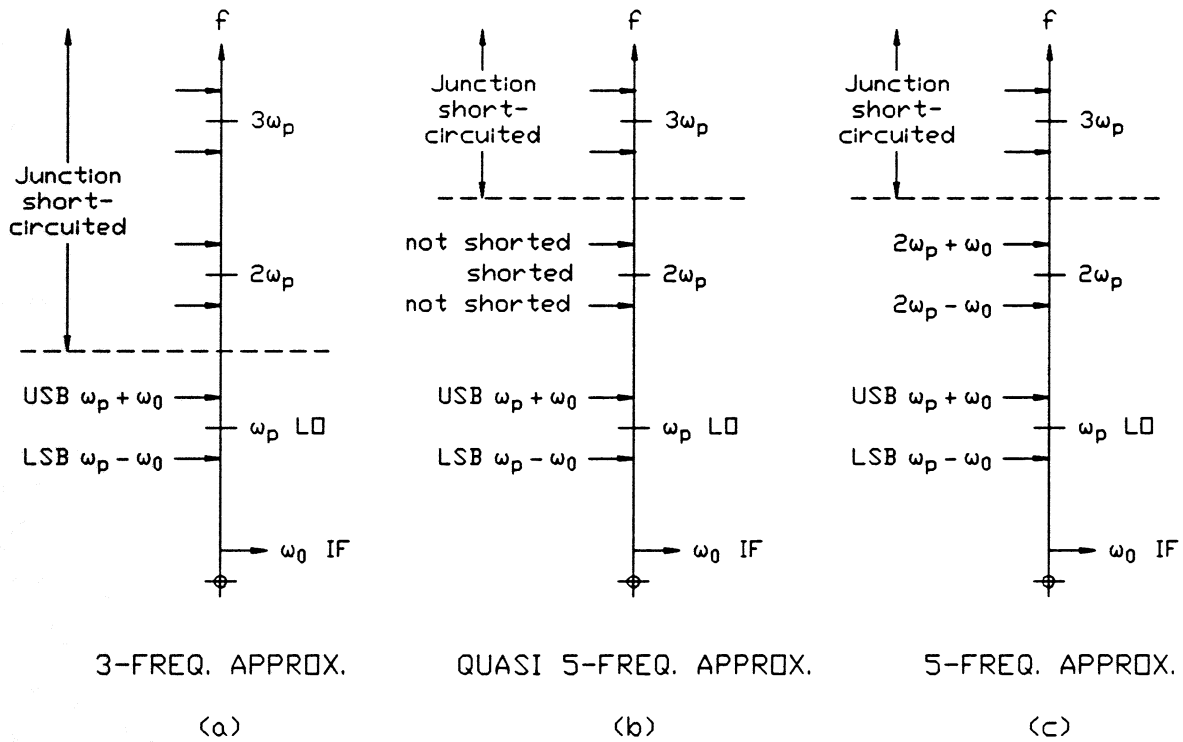 f
3ωp
Junction
short-
circuited
2ωp
USB ωp + ω0
ωp LO
LSB ωp - ω0
ω0 IF
3-FREQ. APPROX.
(a)
f
Junction
short-
circuited
3ωp
not shorted
shorted
2ωp
not shorted
USB ωp + ω0
ωp LO
LSB ωp - ω0
ω0 IF
QUASI 5-FREQ. APPROX.
(b)
f
Junction
short-
circuited
3ωp
2ωp + ω0
2ωp
2ωp - ω0
USB ωp + ω0
ωp LO
LSB ωp - ω0
ω0 IF
5-FREQ. APPROX.
(c)